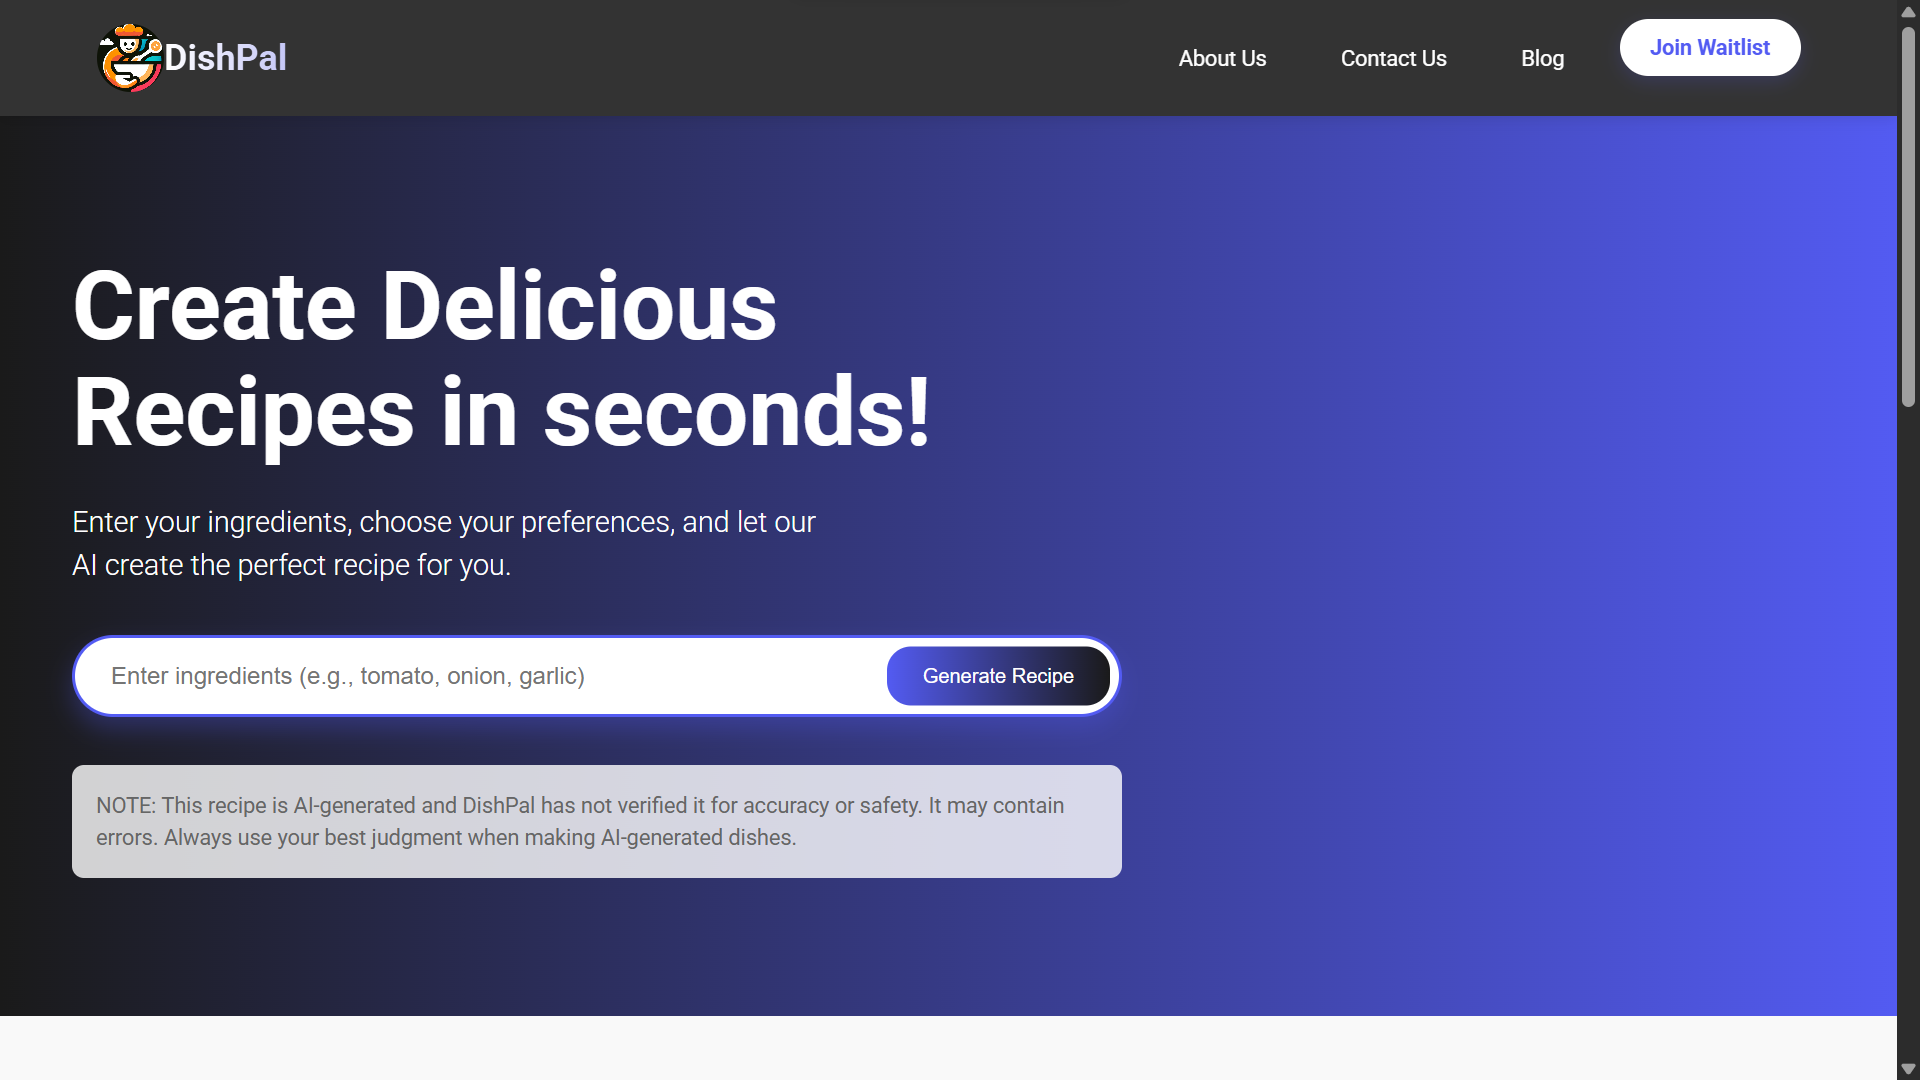 DishPal
About Us
Contact Us
Blog
Join Waitlist
Create Delicious
Recipes in seconds!
Enter your ingredients, choose your preferences, and let our
AI create the perfect recipe for you.
Enter ingredients (e.g., tomato, onion, garlic)
Generate Recipe
NOTE: This recipe is AI-generated and DishPal has not verified it for accuracy or safety. It may contain
errors. Always use your best judgment when making AI-generated dishes.